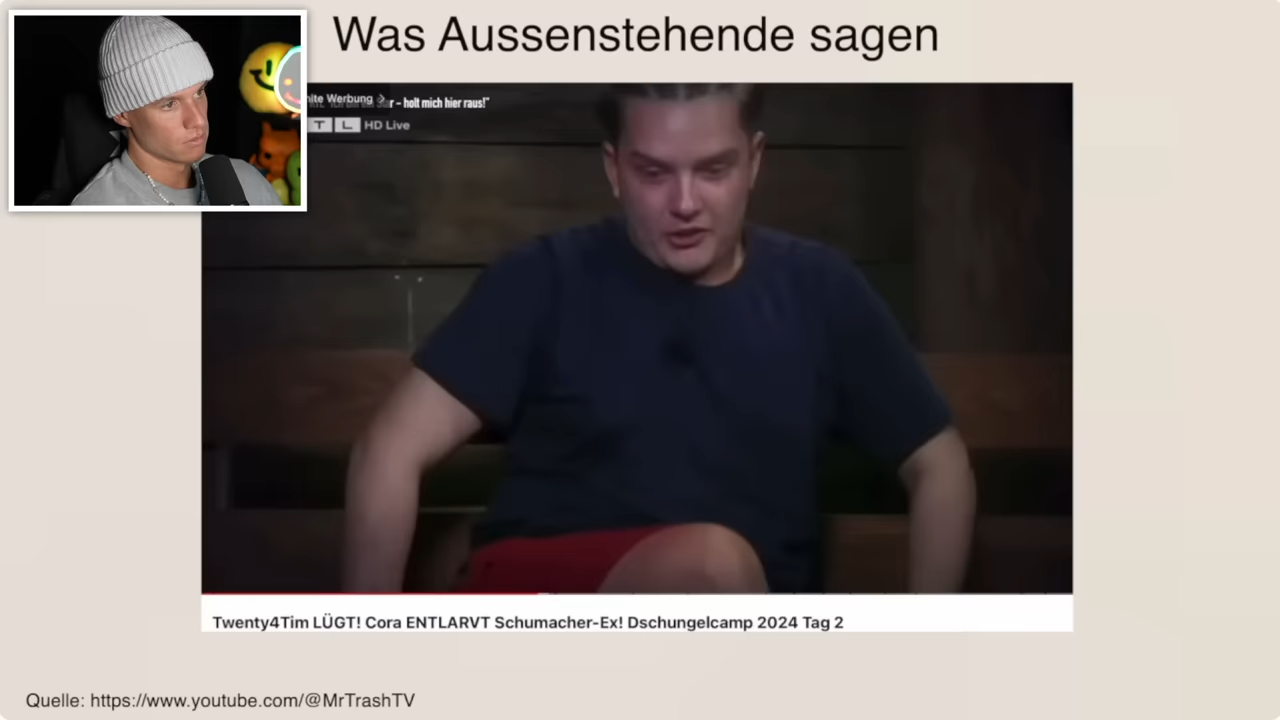 Was Aussenstehende sagen
Werbung >
– holt mich hier raus!"
T L HD Live
Twenty4Tim LÜGT! Cora ENTLARVT Schumacher-Ex! Dschungelcamp 2024 Tag 2
Quelle: https://www.youtube.com/@MrTrashTV